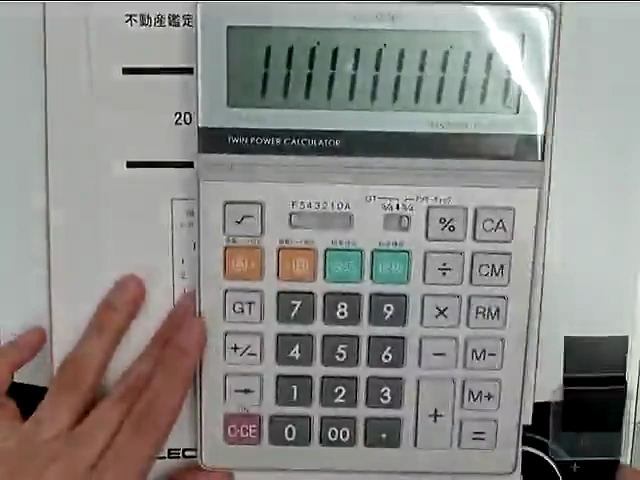 不動産鑑定
111111111111
20
TWIN POWER CALCULATOR
F543210A
GT
√ % CA
÷ CM
GT 7 8 9 × RM
+/− 4 5 6 − M−
→ 1 2 3 + M+
C·CE 0 00 · =
LEC